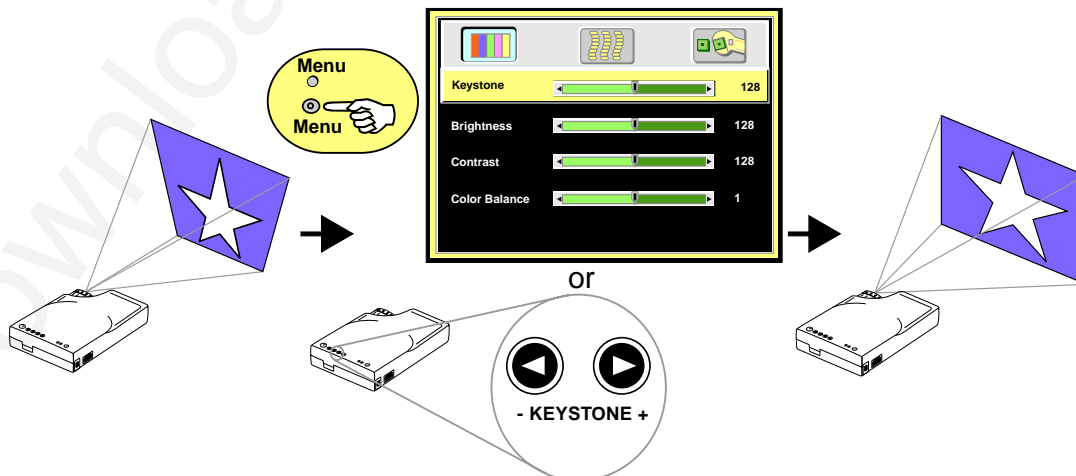 Menu
Menu
Keystone 128
Brightness 128
Contrast 128
Color Balance 1
or
- KEYSTONE +